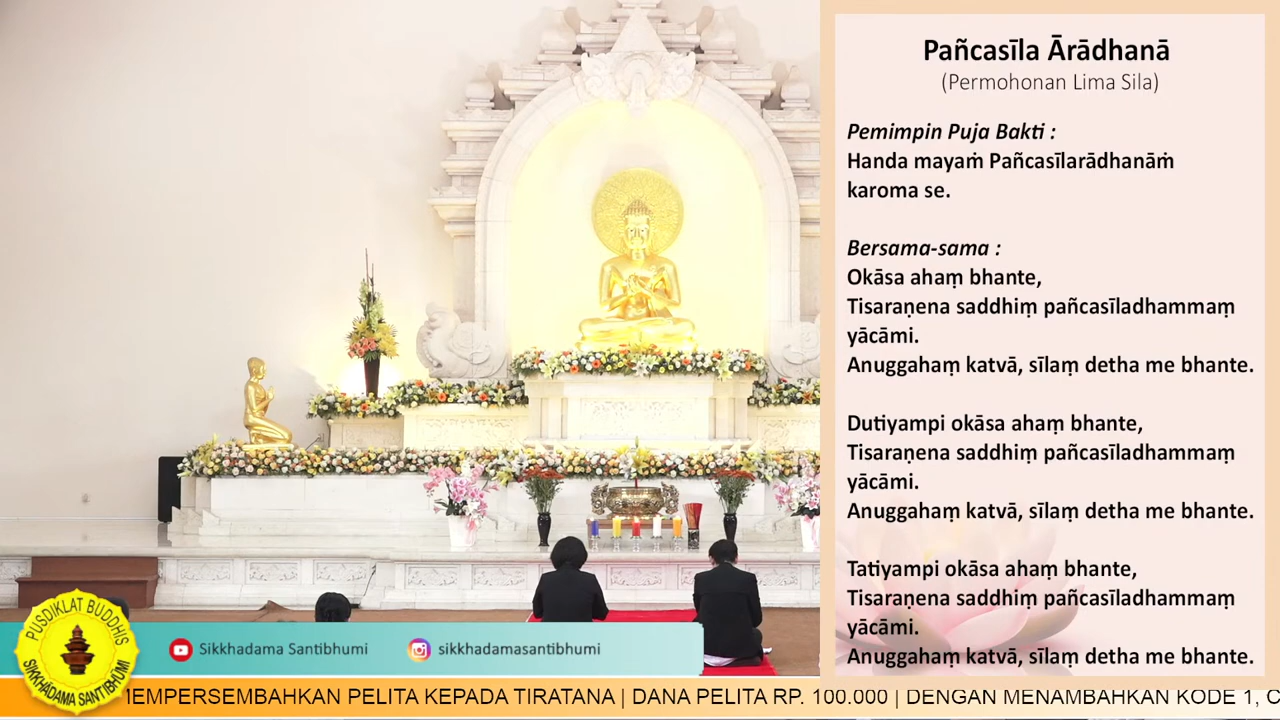 Pañcasīla Ārādhanā
(Permohonan Lima Sila)
Pemimpin Puja Bakti :
Handa mayaṁ Pañcasīlarādhanāṁ
karoma se.
Bersama-sama :
Okāsa ahaṃ bhante,
Tisaraṇena saddhiṃ pañcasīladhammaṃ
yācāmi.
Anuggahaṃ katvā, sīlaṃ detha me bhante.
Dutiyampi okāsa ahaṃ bhante,
Tisaraṇena saddhiṃ pañcasīladhammaṃ
yācāmi.
Anuggahaṃ katvā, sīlaṃ detha me bhante.
Tatiyampi okāsa ahaṃ bhante,
Tisaraṇena saddhiṃ pañcasīladhammaṃ
yācāmi.
Anuggahaṃ katvā, sīlaṃ detha me bhante.
PUSDIKLAT BUDDHIS
SIKKHADAMA SANTIBHUMI
Sikkhadama Santibhumi
sikkhadamasantibhumi
MEMPERSEMBAHKAN PELITA KEPADA TIRATANA | DANA PELITA RP. 100.000 | DENGAN MENAMBAHKAN KODE 1, C